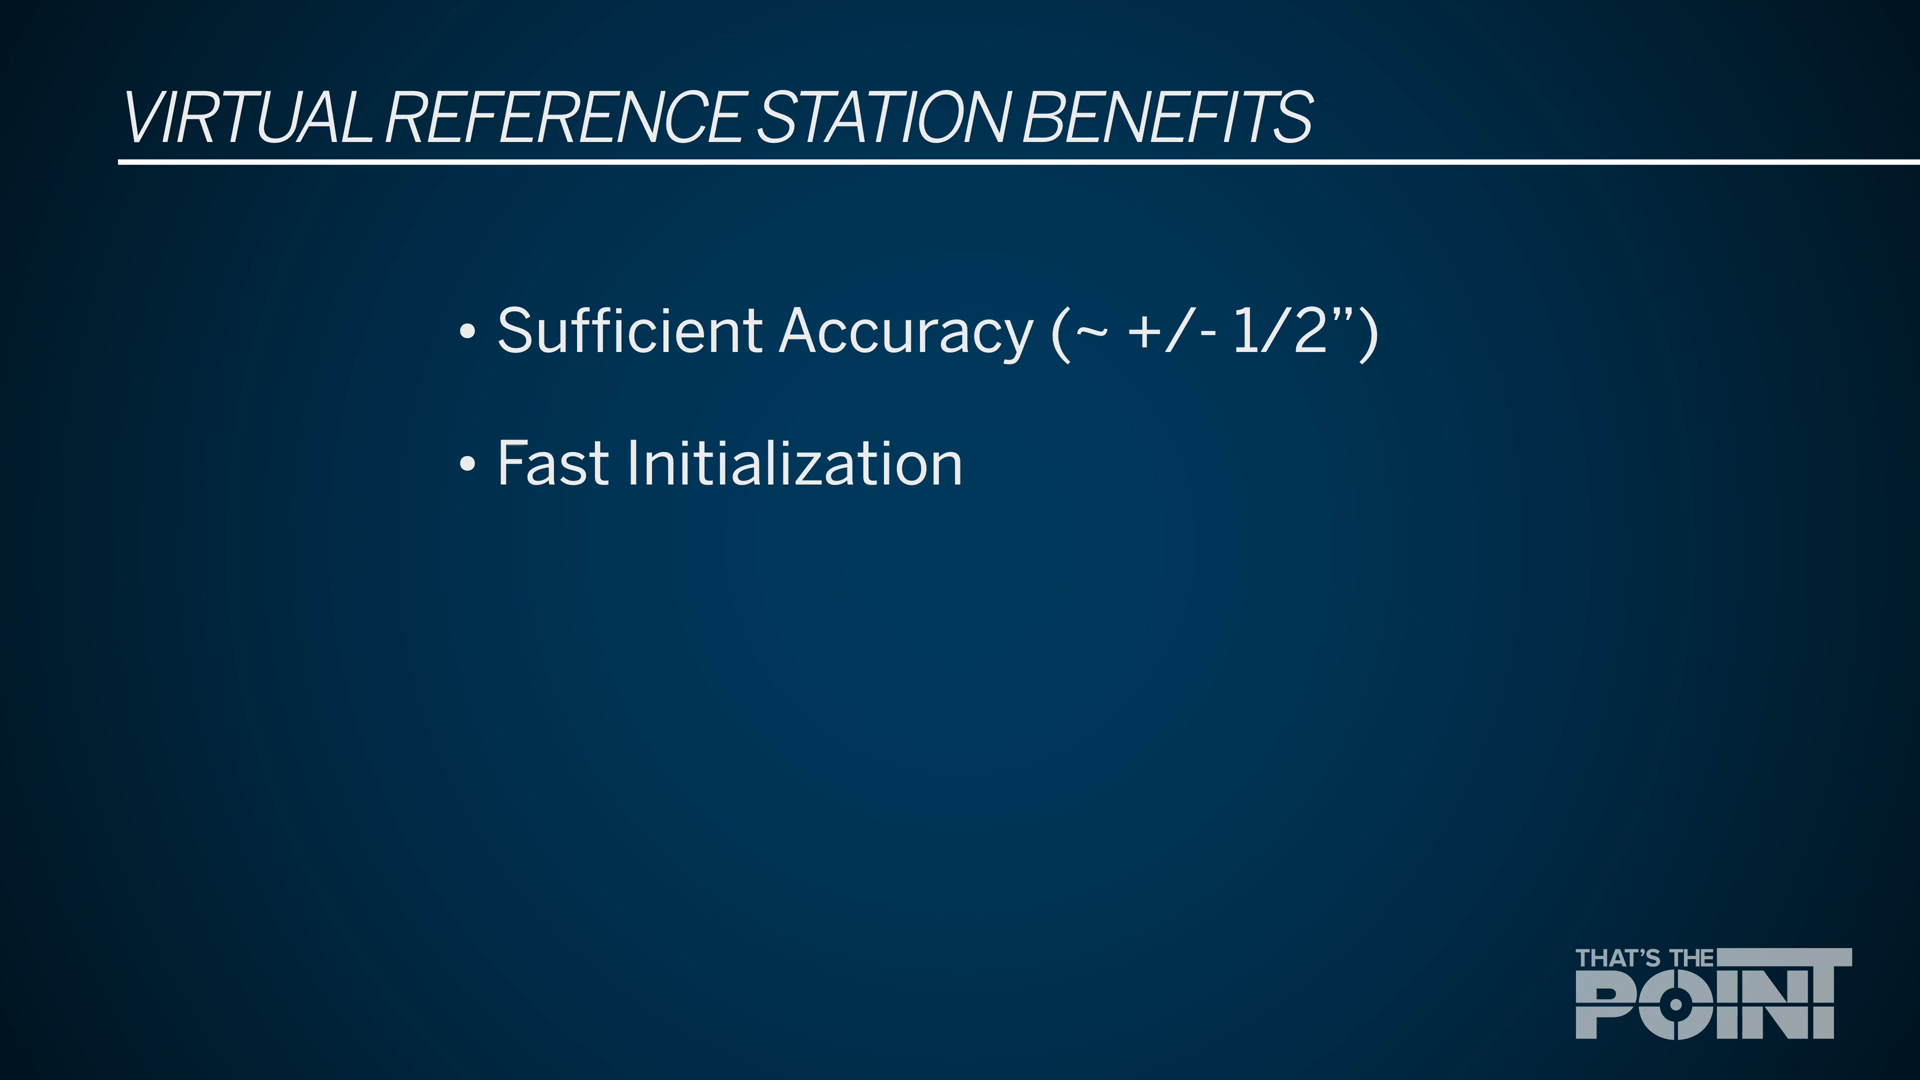 VIRTUAL REFERENCE STATION BENEFITS
• Sufficient Accuracy (~ +/- 1/2”)
• Fast Initialization
THAT’S THE
POINT